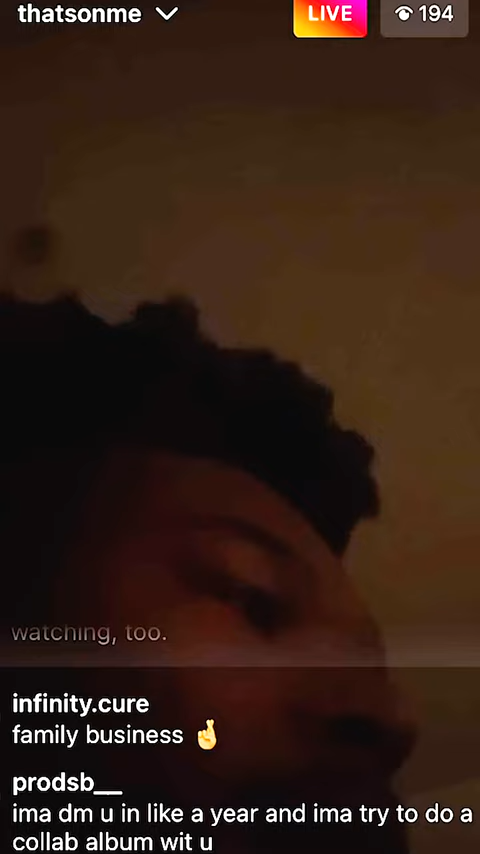 thatsonme
LIVE
194
watching, too.
infinity.cure
family business 🤞
prodsb__
ima dm u in like a year and ima try to do a
collab album wit u